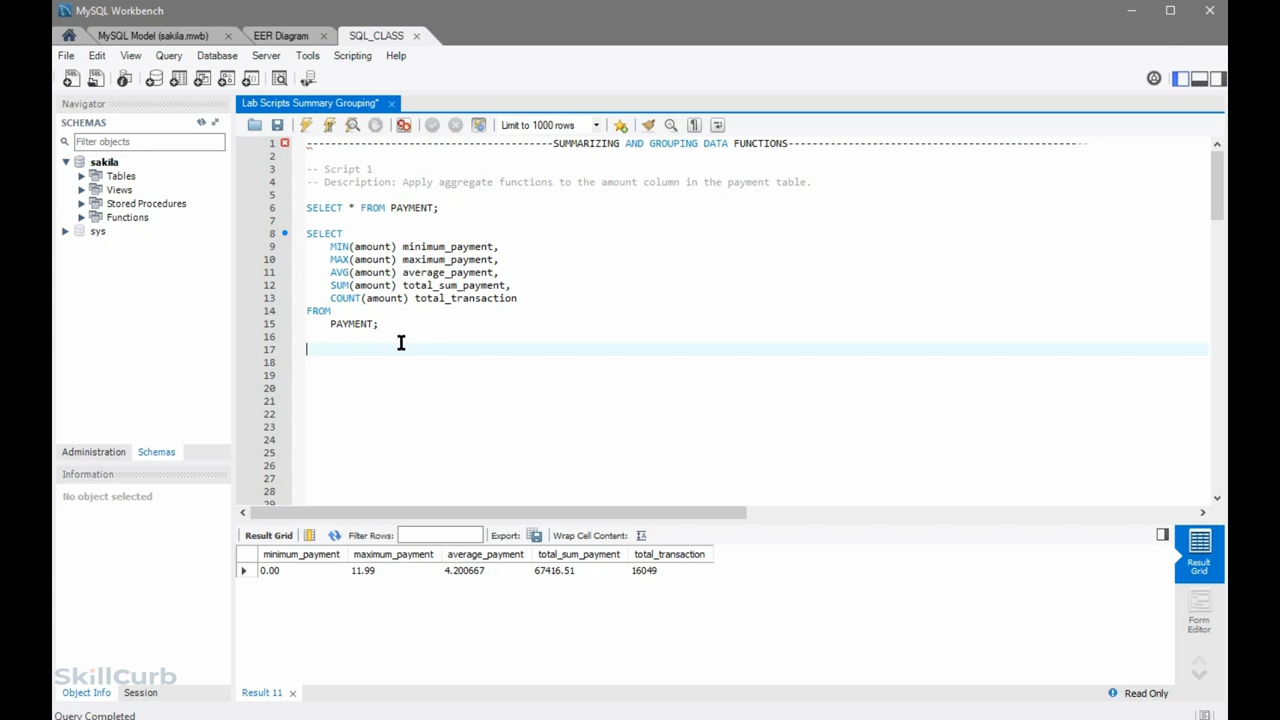 MySQL Workbench
MySQL Model (sakila.mwb) EER Diagram SQL_CLASS
File Edit View Query Database Server Tools Scripting Help
Navigator
SCHEMAS
Filter objects
sakila
Tables
Views
Stored Procedures
Functions
sys
Administration Schemas
Information
No object selected
Lab Scripts Summary Grouping*
Limit to 1000 rows
1 -----------------------------------------SUMMARIZING AND GROUPING DATA FUNCTIONS--------------------------------------------------
2
3 -- Script 1
4 -- Description: Apply aggregate functions to the amount column in the payment table.
5
6 SELECT * FROM PAYMENT;
7
8 SELECT
9 MIN(amount) minimum_payment,
10 MAX(amount) maximum_payment,
11 AVG(amount) average_payment,
12 SUM(amount) total_sum_payment,
13 COUNT(amount) total_transaction
14 FROM
15 PAYMENT;
16
17
18
19
20
21
22
23
24
25
26
27
28
29
Result Grid Filter Rows: Export: Wrap Cell Content:
minimum_payment maximum_payment average_payment total_sum_payment total_transaction
0.00 11.99 4.200667 67416.51 16049
Result Grid
Form Editor
SkillCurb
Object Info Session
Result 11
Read Only
Query Completed